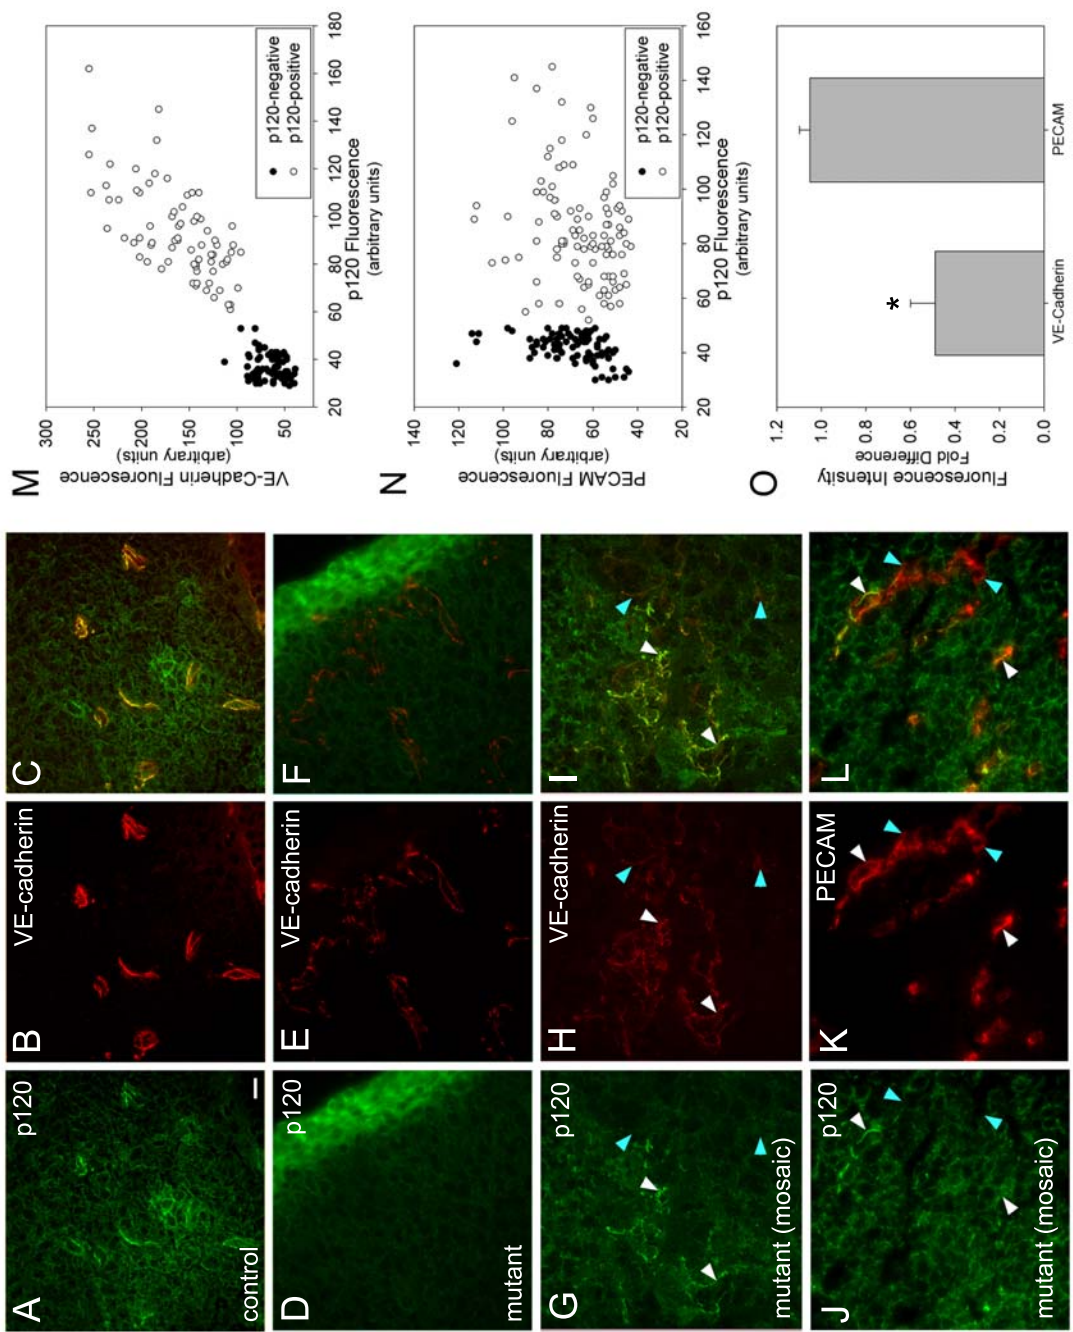 A
p120
control
B
VE-cadherin
C
D
p120
mutant
E
VE-cadherin
F
G
p120
mutant (mosaic)
H
VE-cadherin
I
J
p120
mutant (mosaic)
K
PECAM
L
M
VE-Cadherin Fluorescence
(arbitrary units)
300
250
200
150
100
50
20 40 60 80 100 120 140 160 180
p120 Fluorescence
(arbitrary units)
p120-negative
p120-positive
N
PECAM Fluorescence
(arbitrary units)
140
120
100
80
60
40
20
20 40 60 80 100 120 140 160
p120 Fluorescence
(arbitrary units)
p120-negative
p120-positive
O
Fluorescence Intensity
Fold Difference
1.2
1.0
0.8
0.6
0.4
0.2
0.0
*
VE-Cadherin PECAM